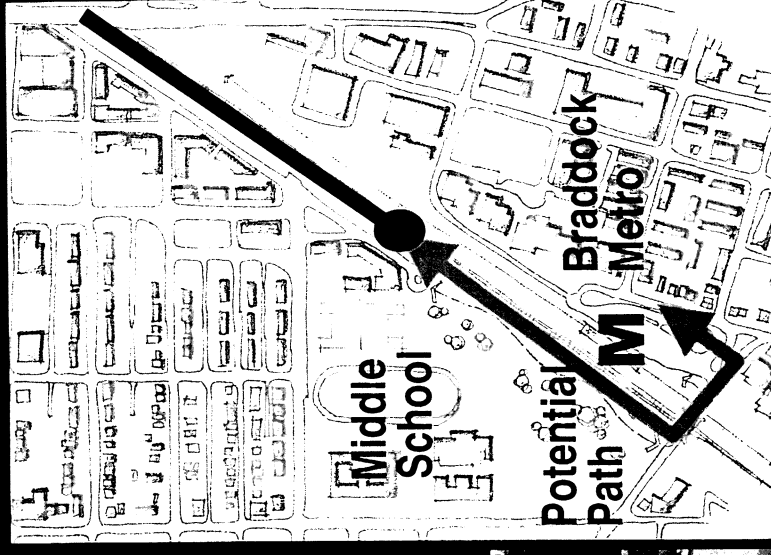 Braddock
Metro
M
Middle
School
Potential
Path